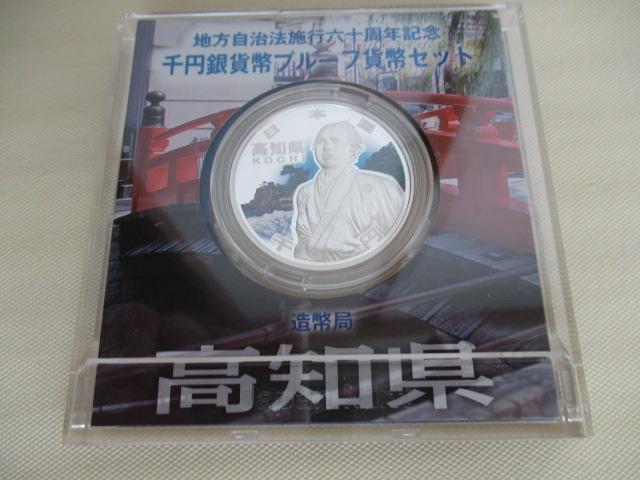 地方自治法施行六十周年記念
千円銀貨幣プルーフ貨幣セット
日本国
高知県
KOCHI
千円
造幣局
高知県
Japan Mint